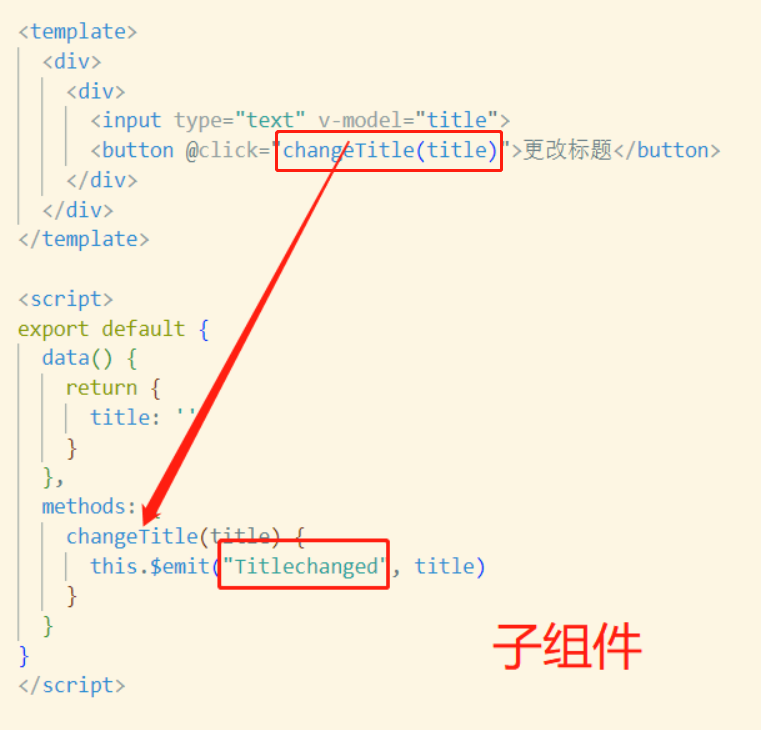 <template>
<div>
<div>
<input type="text" v-model="title">
<button @click="changeTitle(title)">更改标题</button>
</div>
</div>
</template>
<script>
export default {
data() {
return {
title: ''
}
},
methods:
changeTitle(title) {
this.$emit("Titlechanged", title)
}
}
}
</script>
子组件